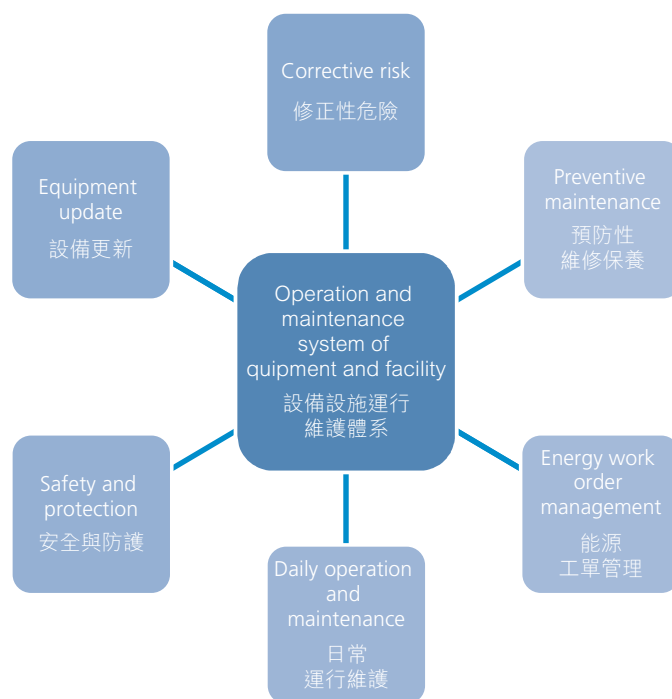 Corrective risk
修正性危險
Equipment
update
設備更新
Preventive
maintenance
預防性
維修保養
Operation and
maintenance
system of
quipment and facility
設備設施運行
維護體系
Safety and
protection
安全與防護
Energy work
order
management
能源
工單管理
Daily operation
and
maintenance
日常
運行維護